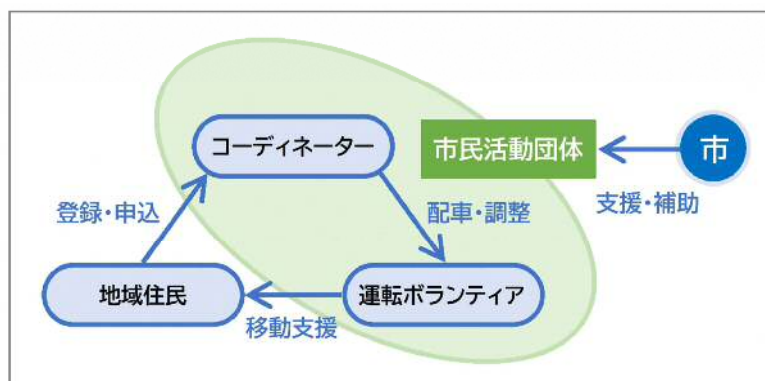 コーディネーター
市民活動団体
市
登録・申込
配車・調整
支援・補助
地域住民
運転ボランティア
移動支援